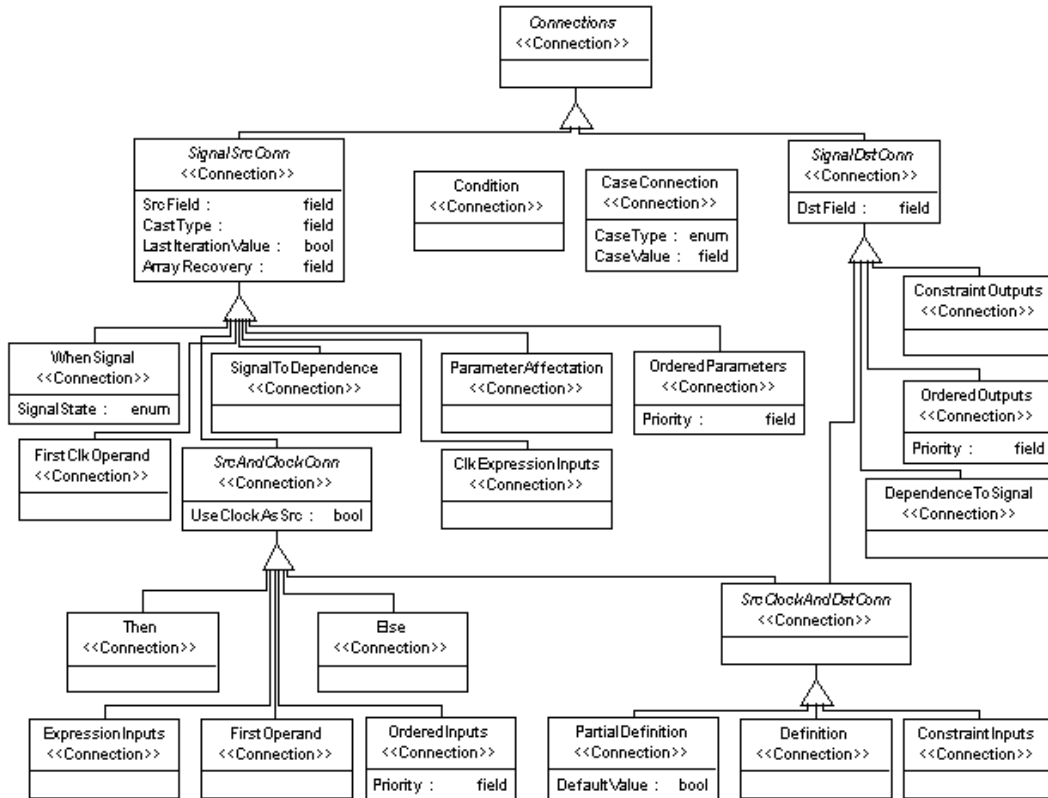 Connections
<<Connection>>
SignalSrcConn
<<Connection>>
SrcField : field
CastType : field
LastIterationValue : bool
ArrayRecovery : field
Condition
<<Connection>>
CaseConnection
<<Connection>>
CaseType : enum
CaseValue : field
SignalDstConn
<<Connection>>
DstField : field
ConstraintOutputs
<<Connection>>
WhenSignal
<<Connection>>
SignalState : enum
SignalToDependence
<<Connection>>
ParameterAffectation
<<Connection>>
OrderedParameters
<<Connection>>
Priority : field
OrderedOutputs
<<Connection>>
Priority : field
FirstClkOperand
<<Connection>>
SrcAndClockConn
<<Connection>>
UseClockAsSrc : bool
ClkExpressionInputs
<<Connection>>
DependenceToSignal
<<Connection>>
Then
<<Connection>>
Else
<<Connection>>
SrcClockAndDstConn
<<Connection>>
ExpressionInputs
<<Connection>>
FirstOperand
<<Connection>>
OrderedInputs
<<Connection>>
Priority : field
PartialDefinition
<<Connection>>
DefaultValue : bool
Definition
<<Connection>>
ConstraintInputs
<<Connection>>